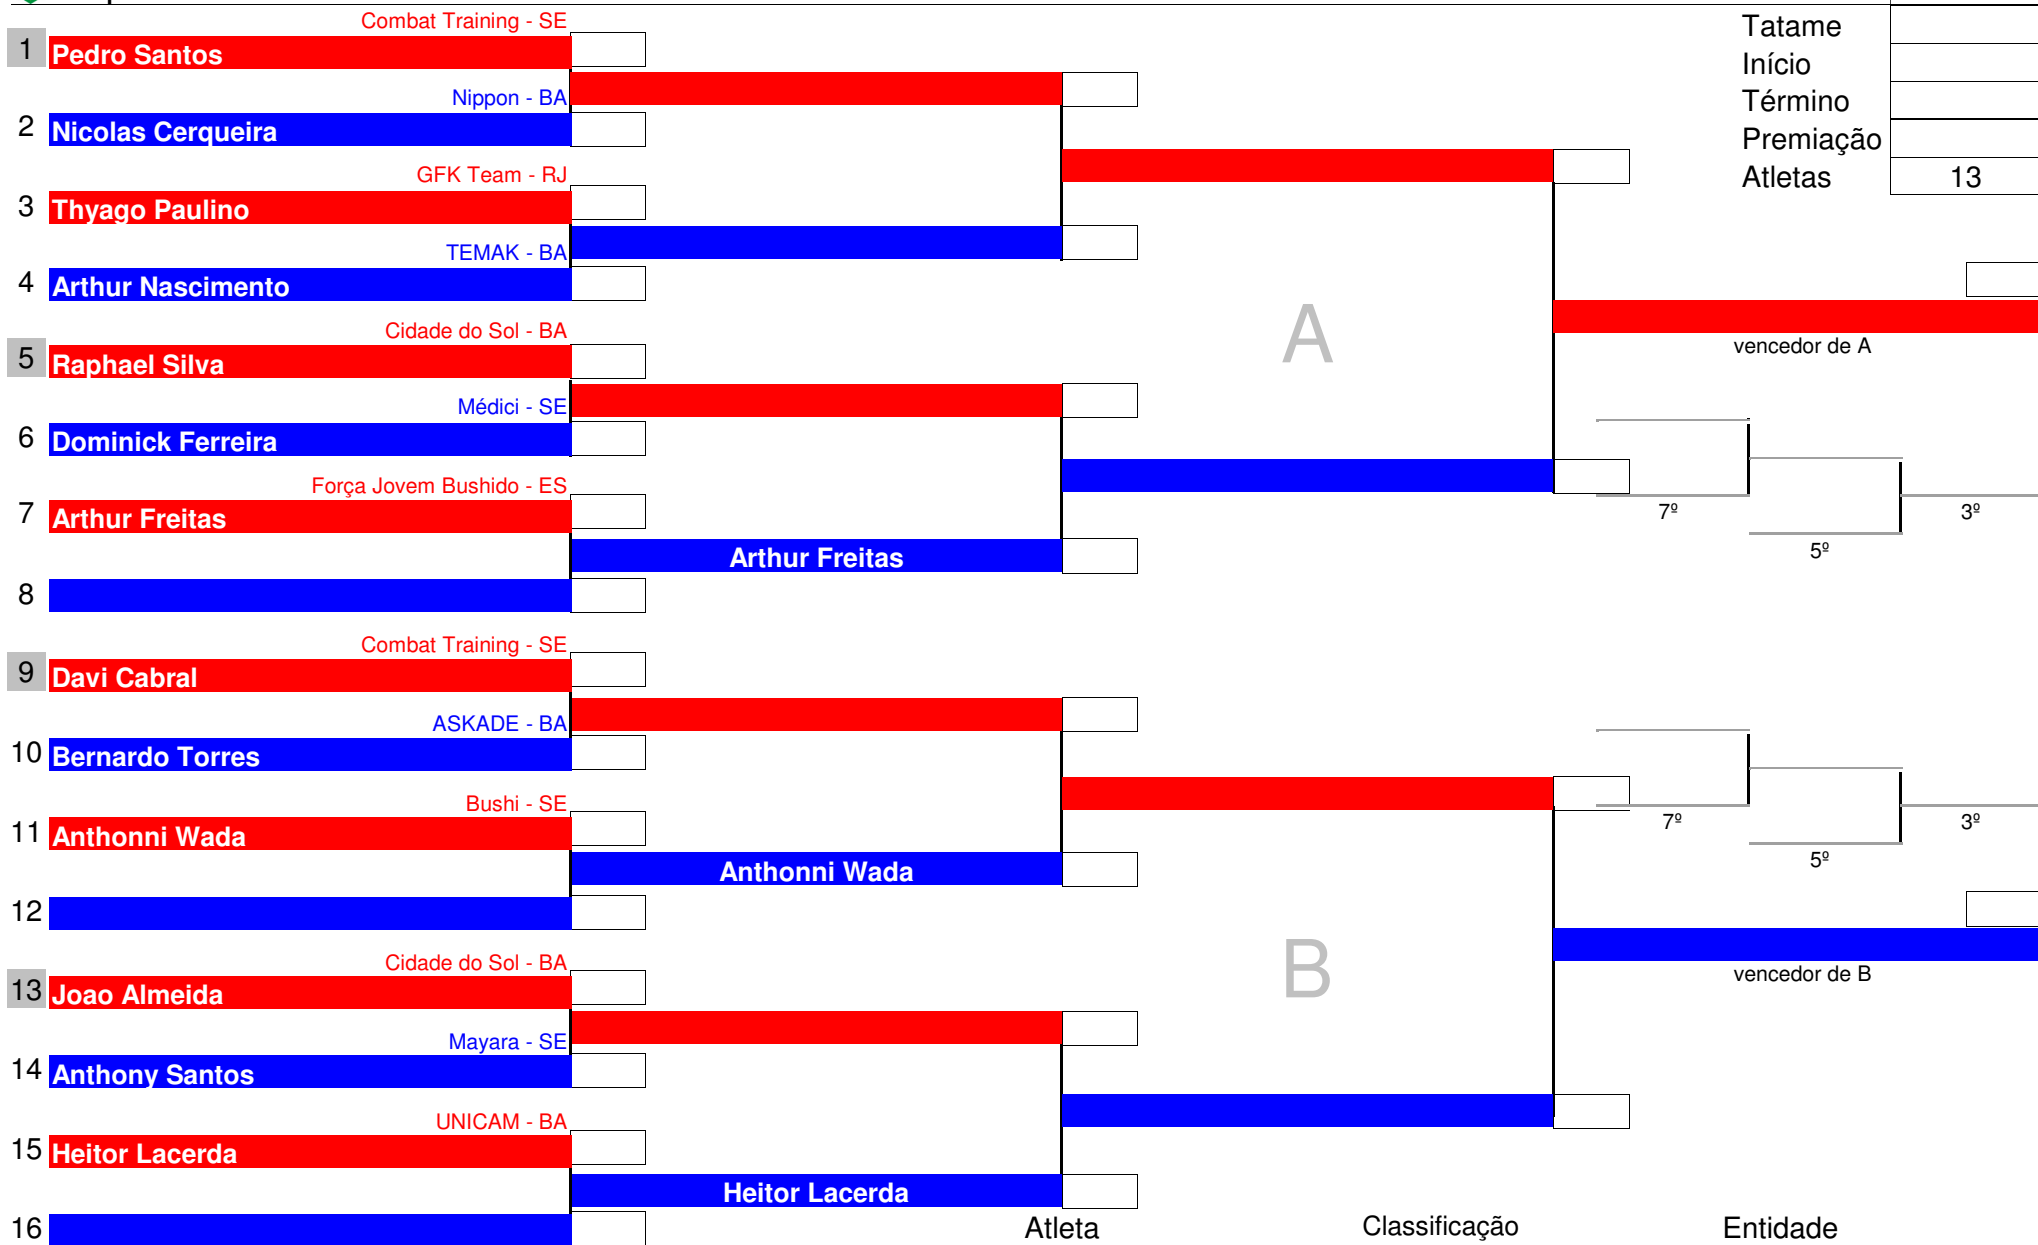 Combat Training - SE
1 Pedro Santos
Nippon - BA
2 Nicolas Cerqueira
GFK Team - RJ
3 Thyago Paulino
TEMAK - BA
4 Arthur Nascimento
Cidade do Sol - BA
5 Raphael Silva
Médici - SE
6 Dominick Ferreira
Força Jovem Bushido - ES
7 Arthur Freitas
Arthur Freitas
8
Combat Training - SE
9 Davi Cabral
ASKADE - BA
10 Bernardo Torres
Bushi - SE
11 Anthonni Wada
Anthonni Wada
12
Cidade do Sol - BA
13 Joao Almeida
Mayara - SE
14 Anthony Santos
UNICAM - BA
15 Heitor Lacerda
Heitor Lacerda
16
A
B
Tatame
Início
Término
Premiação
Atletas 13
vencedor de A
7º
3º
5º
7º
3º
5º
vencedor de B
Atleta Classificação Entidade